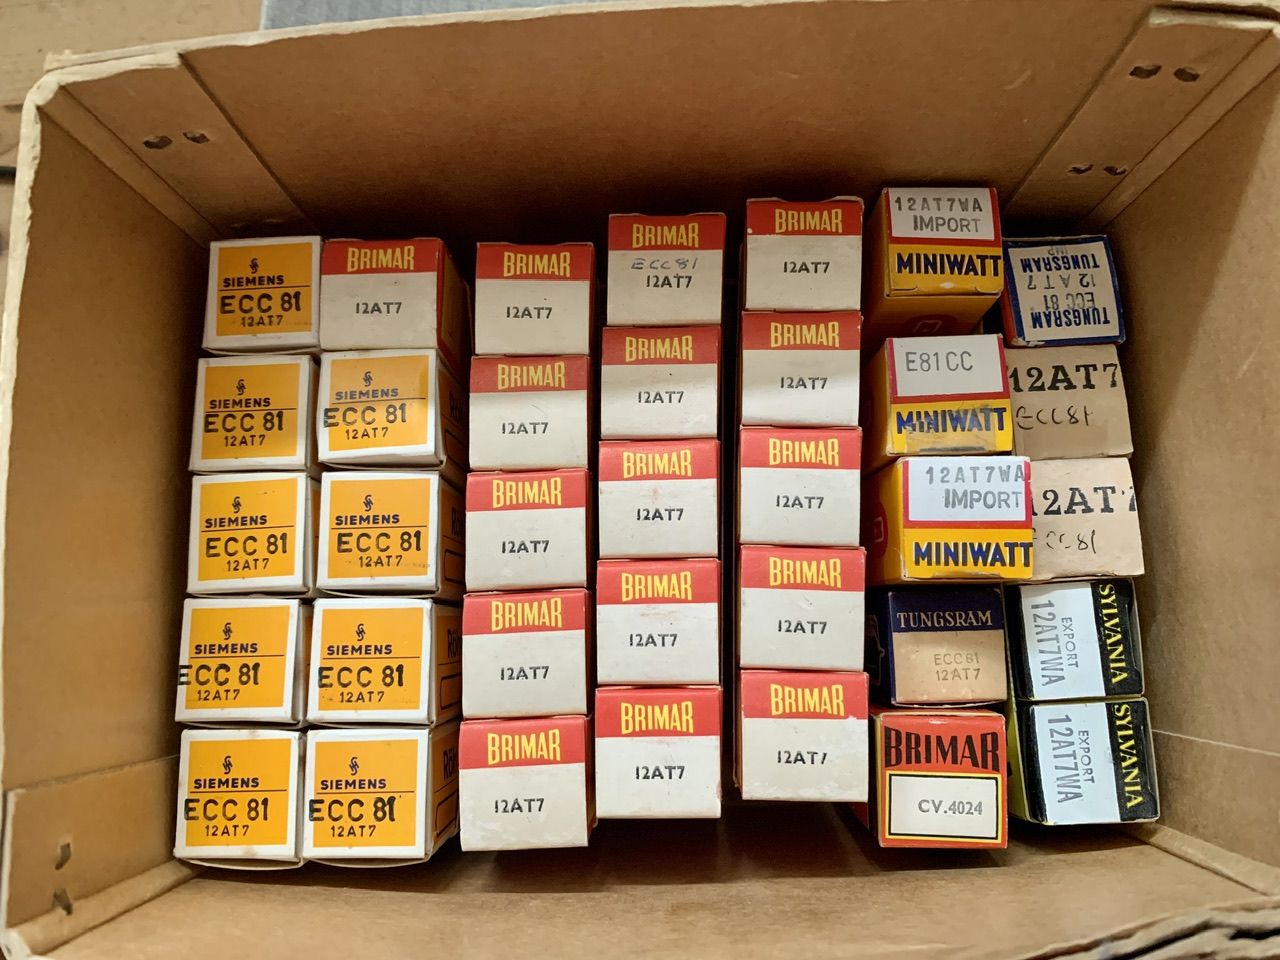 SIEMENS
ECC 81
12AT7
SIEMENS
ECC 81
12AT7
SIEMENS
ECC 81
12AT7
SIEMENS
ECC 81
12AT7
SIEMENS
ECC 81
12AT7
BRIMAR
12AT7
SIEMENS
ECC 81
12AT7
SIEMENS
ECC 81
12AT7
SIEMENS
ECC 81
12AT7
SIEMENS
ECC 81
12AT7
BRIMAR
12AT7
BRIMAR
12AT7
BRIMAR
12AT7
BRIMAR
12AT7
BRIMAR
12AT7
BRIMAR
ECC81
12AT7
BRIMAR
12AT7
BRIMAR
12AT7
BRIMAR
12AT7
BRIMAR
12AT7
BRIMAR
12AT7
BRIMAR
12AT7
BRIMAR
12AT7
BRIMAR
12AT7
BRIMAR
12AT7
12AT7WA
IMPORT
MINIWATT
E81CC
MINIWATT
12AT7WA
IMPORT
MINIWATT
TUNGSRAM
ECC81
12AT7
BRIMAR
CV.4024
TUNGSRAM
ECC 81
12AT7
TUNGSRAM
IMP
12AT7
ECC81
12AT7
ECC81
SYLVANIA
EXPORT
12AT7WA
SYLVANIA
EXPORT
12AT7WA